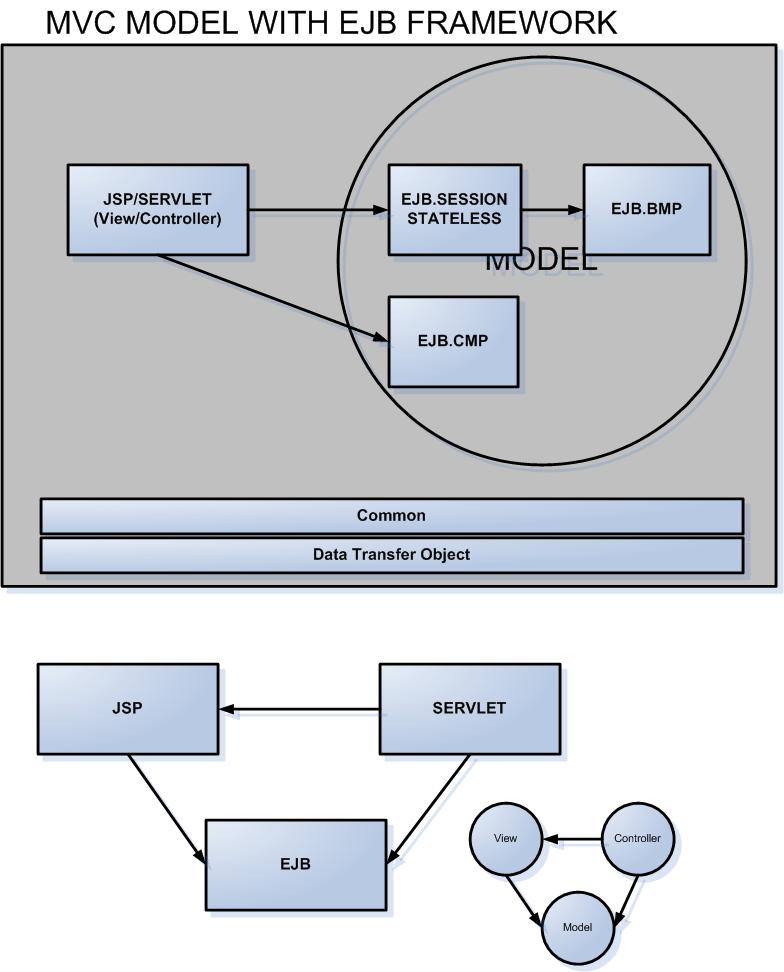 MVC MODEL WITH EJB FRAMEWORK
JSP/SERVLET
(View/Controller)
EJB.SESSION
STATELESS
EJB.BMP
MODEL
EJB.CMP
Common
Data Transfer Object
JSP
SERVLET
EJB
View
Controller
Model